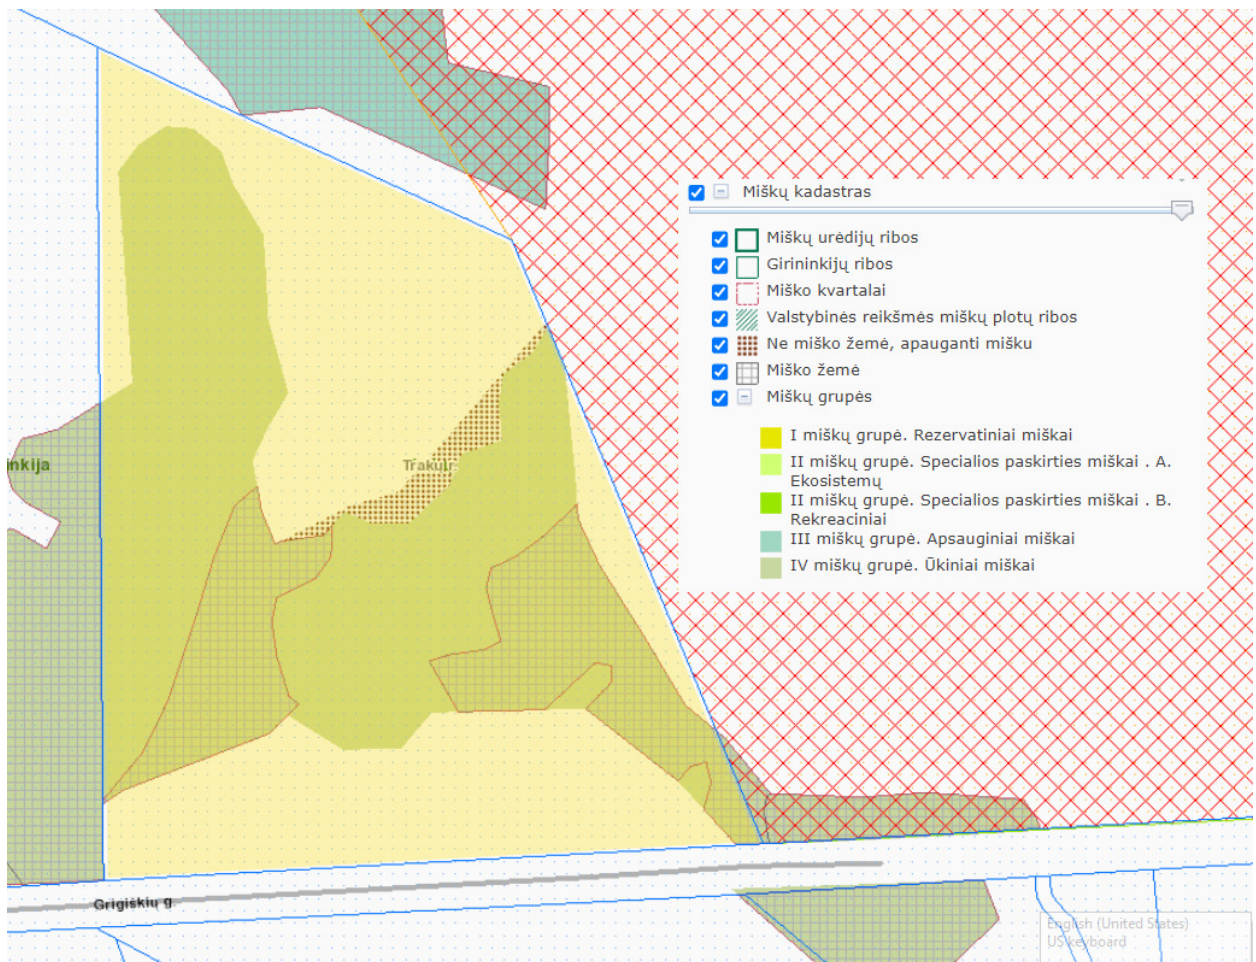 Miškų kadastras
Miškų urėdijų ribos
Girininkijų ribos
Miško kvartalai
Valstybinės reikšmės miškų plotų ribos
Ne miško žemė, apauganti mišku
Miško žemė
Miškų grupės
I miškų grupė. Rezervatiniai miškai
II miškų grupė. Specialios paskirties miškai . A.
Ekosistemų
II miškų grupė. Specialios paskirties miškai . B.
Rekreaciniai
III miškų grupė. Apsauginiai miškai
IV miškų grupė. Ūkiniai miškai
inkija
Grigiškių g
English (United States)
US keyboard